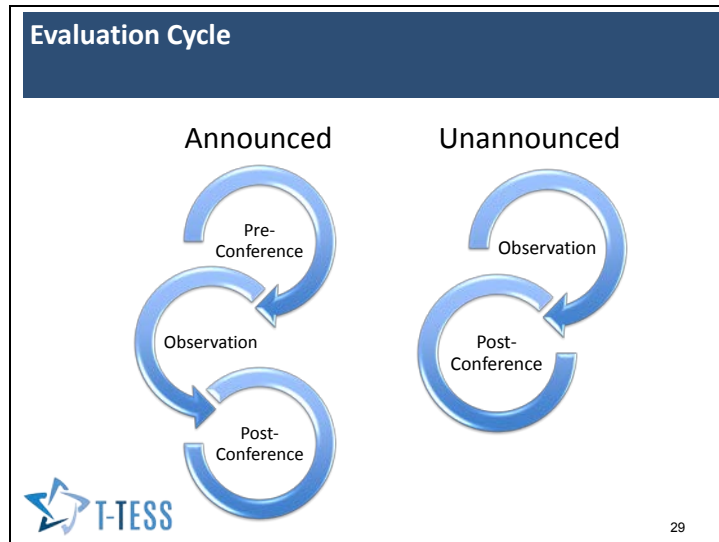 Evaluation Cycle
Announced
Pre-
Conference
Observation
Post-
Conference
Unannounced
Observation
Post-
Conference
T-TESS
29